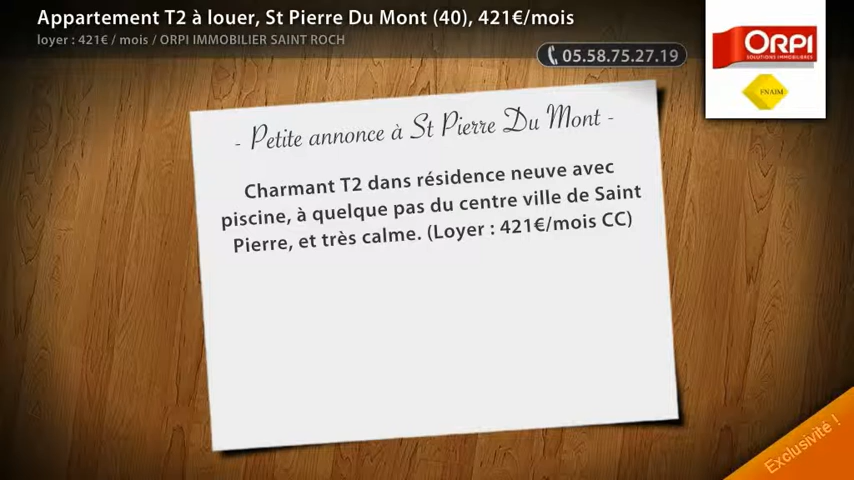 Appartement T2 à louer, St Pierre Du Mont (40), 421€/mois
loyer : 421€ / mois / ORPI IMMOBILIER SAINT ROCH
05.58.75.27.19
ORPI
SOLUTIONS IMMOBILIÈRES
FNAIM
- Petite annonce à St Pierre Du Mont -
Charmant T2 dans résidence neuve avec
piscine, à quelque pas du centre ville de Saint
Pierre, et très calme. (Loyer : 421€/mois CC)
Exclusivité !